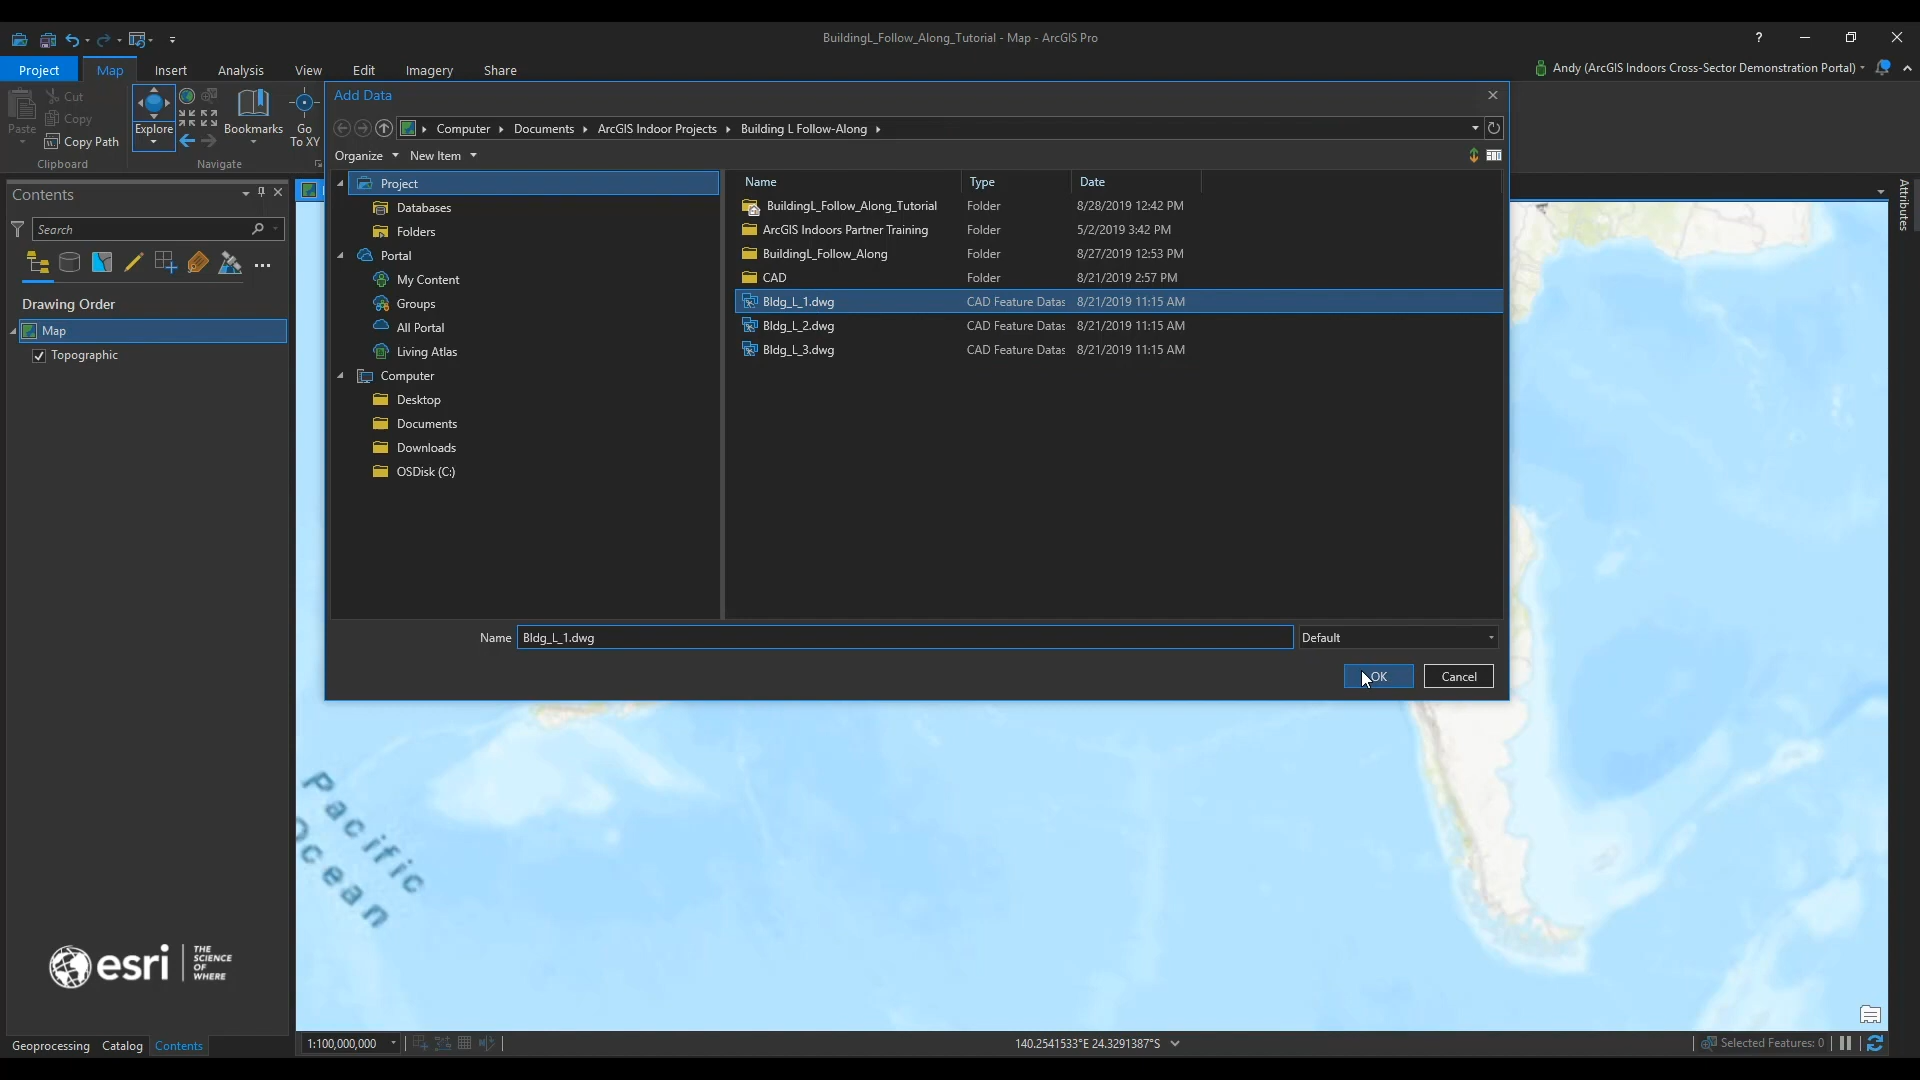 BuildingL_Follow_Along_Tutorial - Map - ArcGIS Pro
?
Project
Map
Insert
Analysis
View
Edit
Imagery
Share
Andy (ArcGIS Indoors Cross-Sector Demonstration Portal)
Paste
Cut
Copy
Copy Path
Clipboard
Explore
Bookmarks
Go
To XY
Navigate
Add Data
Computer
Documents
ArcGIS Indoor Projects
Building L Follow-Along
Organize
New Item
Project
Databases
Folders
Portal
My Content
Groups
All Portal
Living Atlas
Computer
Desktop
Documents
Downloads
OSDisk (C:)
Name Type Date
BuildingL_Follow_Along_Tutorial Folder 8/28/2019 12:42 PM
ArcGIS Indoors Partner Training Folder 5/2/2019 3:42 PM
BuildingL_Follow_Along Folder 8/27/2019 12:53 PM
CAD Folder 8/21/2019 2:57 PM
Bldg_L_1.dwg CAD Feature Datas 8/21/2019 11:15 AM
Bldg_L_2.dwg CAD Feature Datas 8/21/2019 11:15 AM
Bldg_L_3.dwg CAD Feature Datas 8/21/2019 11:15 AM
Name Bldg_L_1.dwg Default
OK Cancel
Contents
Search
Drawing Order
Map
Topographic
Attributes
Pacific
Ocean
esri
THE
SCIENCE
OF
WHERE
Geoprocessing Catalog Contents
1:100,000,000
140.2541533°E 24.3291387°S
Selected Features: 0